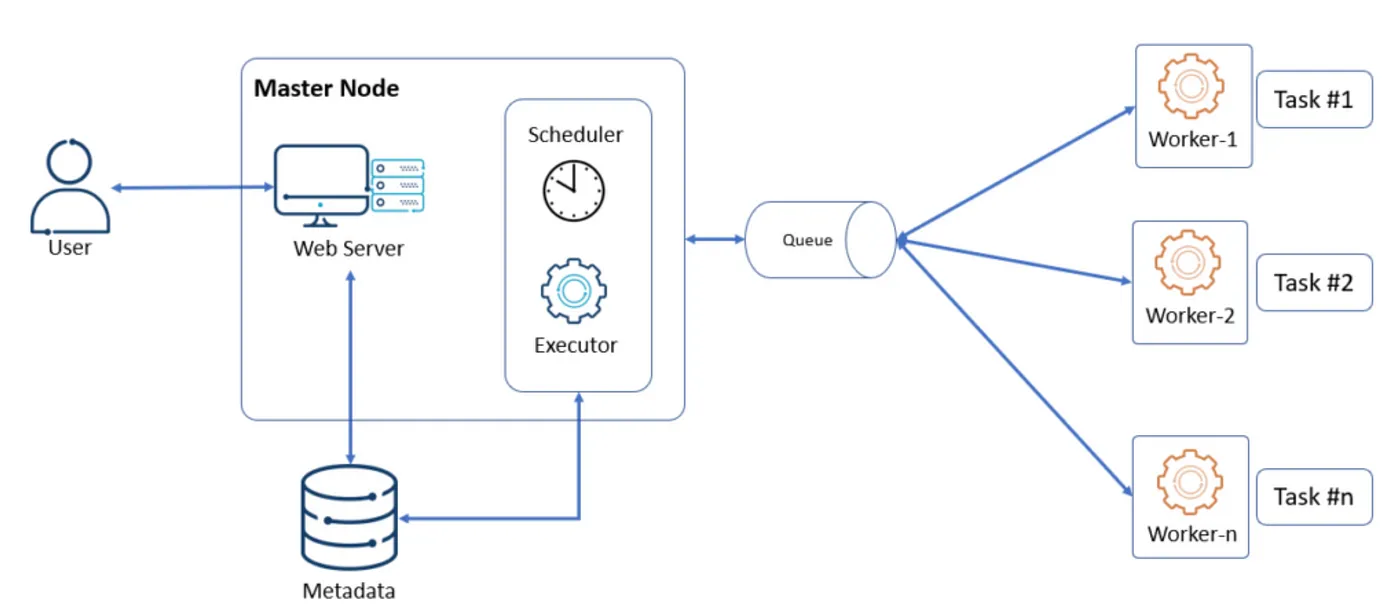 Master Node
Scheduler
Executor
User
Web Server
Metadata
Queue
Worker-1
Task #1
Worker-2
Task #2
Worker-n
Task #n